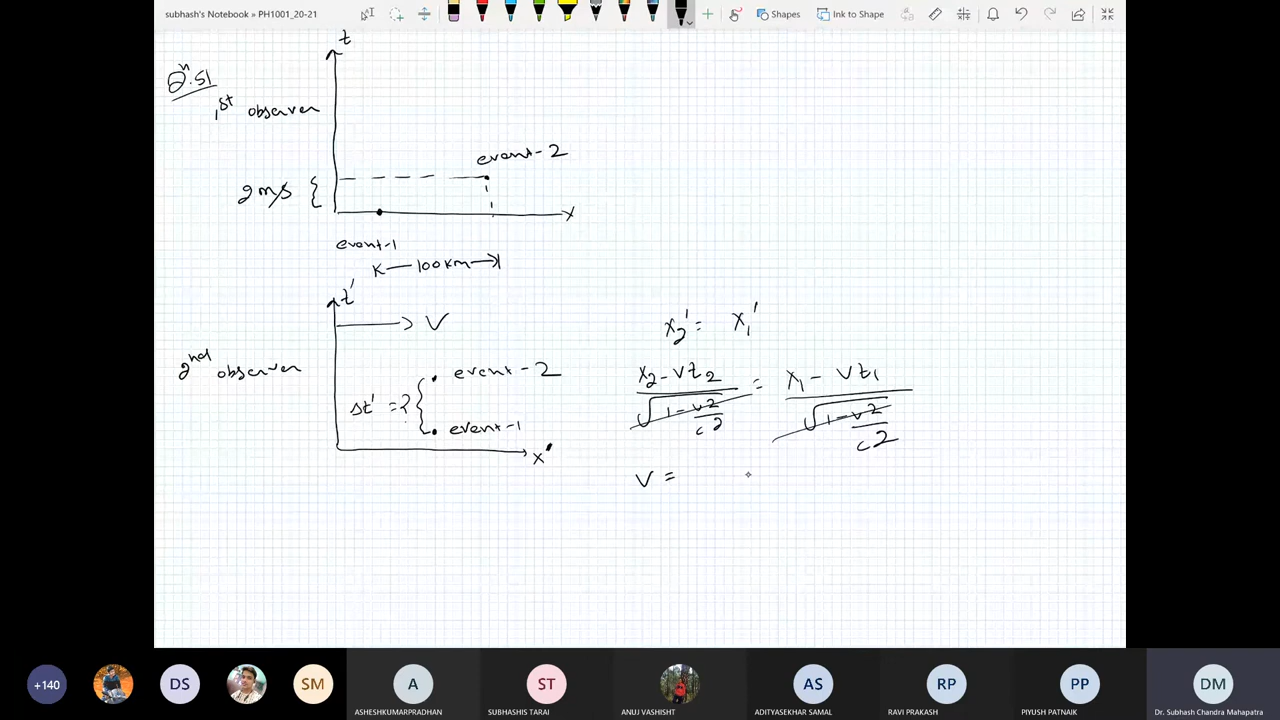 subhash's Notebook » PH1001_20-21
Shapes
Ink to Shape
t
Qn.51
1st observer
event-2
2 m/s
x
event-1
K—100KM—
t'
V
2nd observer
event-2
Δt' = ?
event-1
x'
x2' = x1'
x2 - vt2 / √1 - v2/c2 = x1 - vt1 / √1 - v2/c2
V =
+140
DS
SM
A
ASHESHKUMARPRADHAN
ST
SUBHASHIS TARAI
ANUJ VASHISHT
AS
ADITYASEKHAR SAMAL
RP
RAVI PRAKASH
PP
PIYUSH PATNAIK
DM
Dr. Subhash Chandra Mahapatra